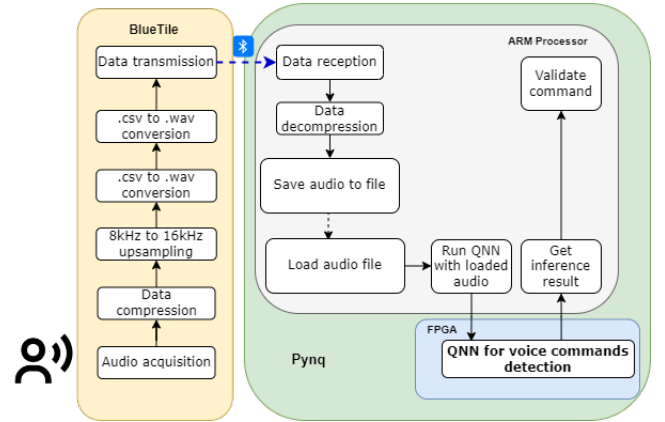 BlueTile
Data transmission
.csv to .wav
conversion
.csv to .wav
conversion
8kHz to 16kHz
upsampling
Data
compression
Audio acquisition
ARM Processor
Data reception
Data
decompression
Save audio to file
Load audio file
Run QNN
with loaded
audio
Get
inference
result
Validate
command
FPGA
QNN for voice commands
detection
Pynq